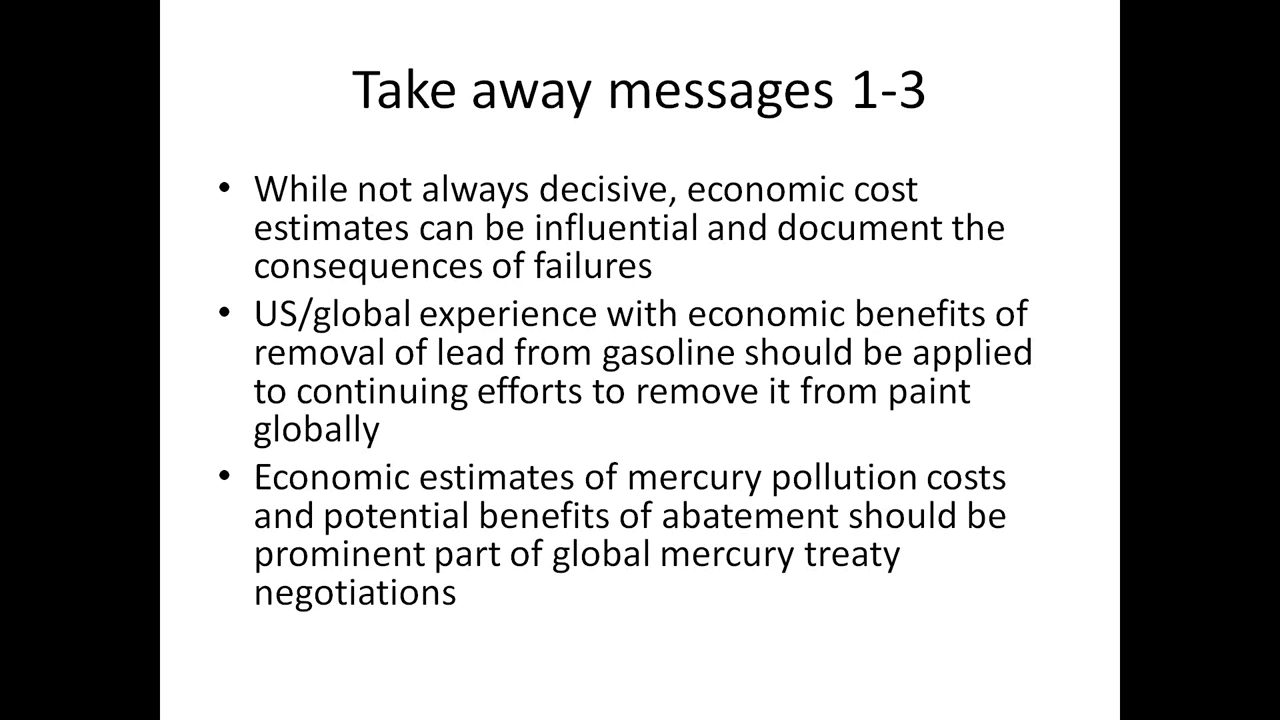 Take away messages 1-3
• While not always decisive, economic cost
estimates can be influential and document the
consequences of failures
• US/global experience with economic benefits of
removal of lead from gasoline should be applied
to continuing efforts to remove it from paint
globally
• Economic estimates of mercury pollution costs
and potential benefits of abatement should be
prominent part of global mercury treaty
negotiations